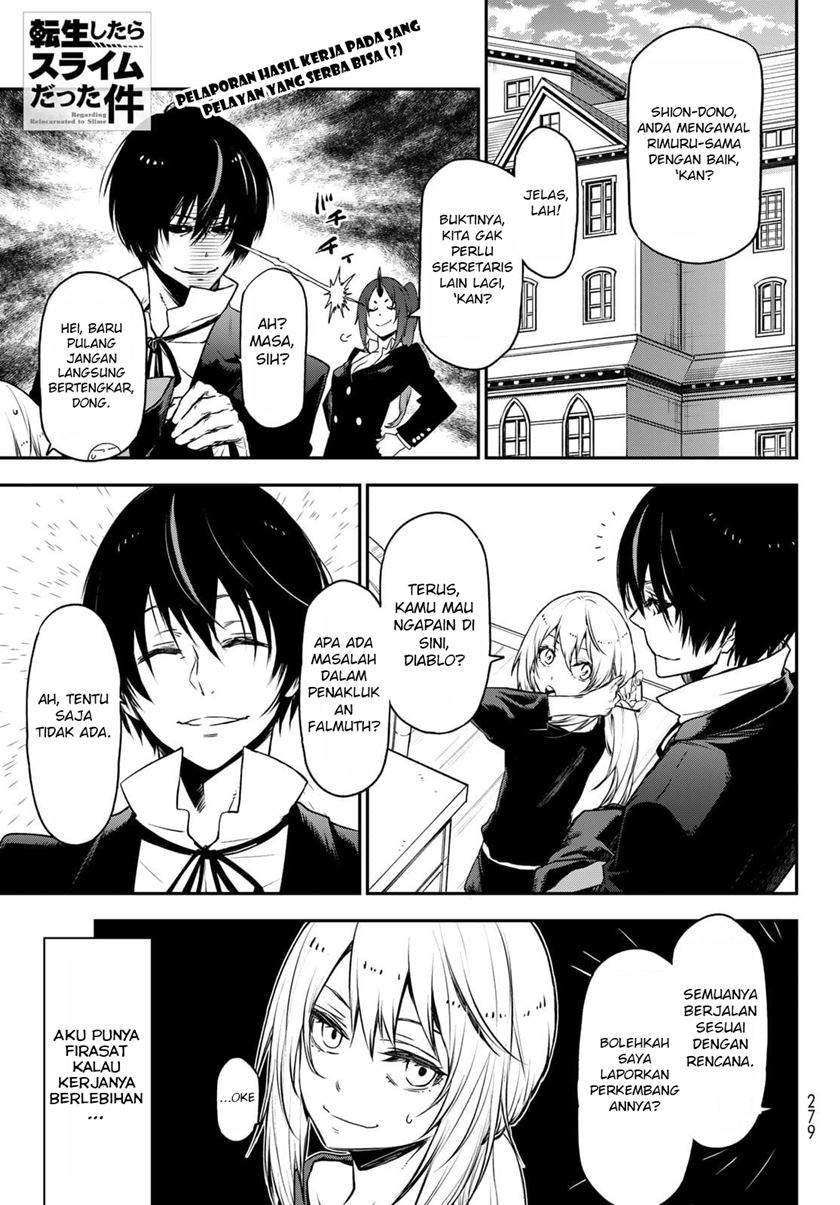 転生したら
スライム
だった件
Regarding
Reincarnated to Slime
PELAPORAN HASIL KERJA PADA SANG
PELAYAN YANG SERBA BISA (?)
SHION-DONO,
ANDA MENGAWAL
RIMURU-SAMA
DENGAN BAIK,
'KAN?
JELAS,
LAH!
BUKTINYA,
KITA GAK
PERLU
SEKRETARIS
LAIN LAGI,
'KAN?
AH?
MASA,
SIH?
HEI, BARU
PULANG
JANGAN
LANGSUNG
BERTENGKAR,
DONG.
TERUS,
KAMU MAU
NGAPAIN DI
SINI,
DIABLO?
APA ADA
MASALAH
DALAM
PENAKLUK
AN
FALMUTH?
AH, TENTU
SAJA
TIDAK ADA.
SEMUANYA
BERJALAN
SESUAI
DENGAN
RENCANA.
BOLEHKAH
SAYA
LAPORKAN
PERKEMBANG
ANNYA?
...OKE
AKU PUNYA
FIRASAT
KALAU
KERJANYA
BERLEBIHAN
...
279